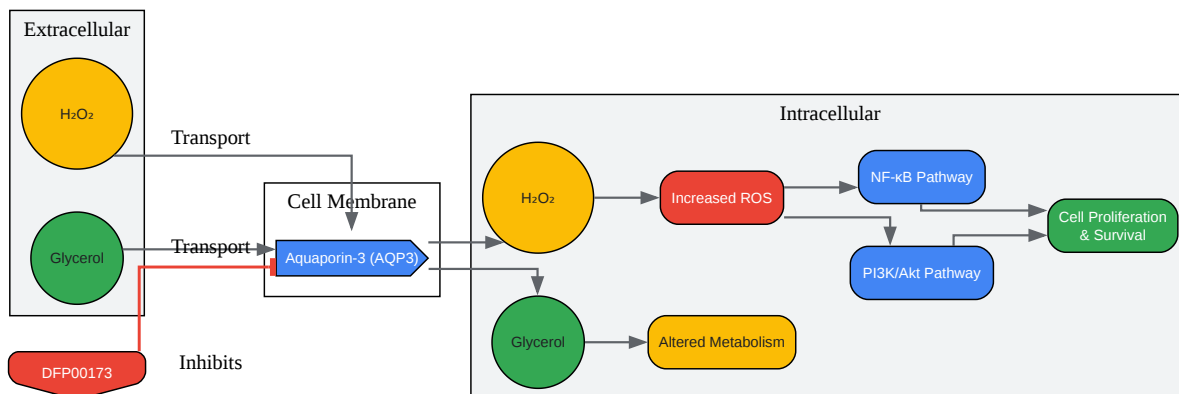 Extracellular
H₂O₂
Transport
Glycerol
Transport
Cell Membrane
Aquaporin-3 (AQP3)
DFP00173
Inhibits
Intracellular
H₂O₂
Increased ROS
NF-κB Pathway
PI3K/Akt Pathway
Cell Proliferation
& Survival
Glycerol
Altered Metabolism